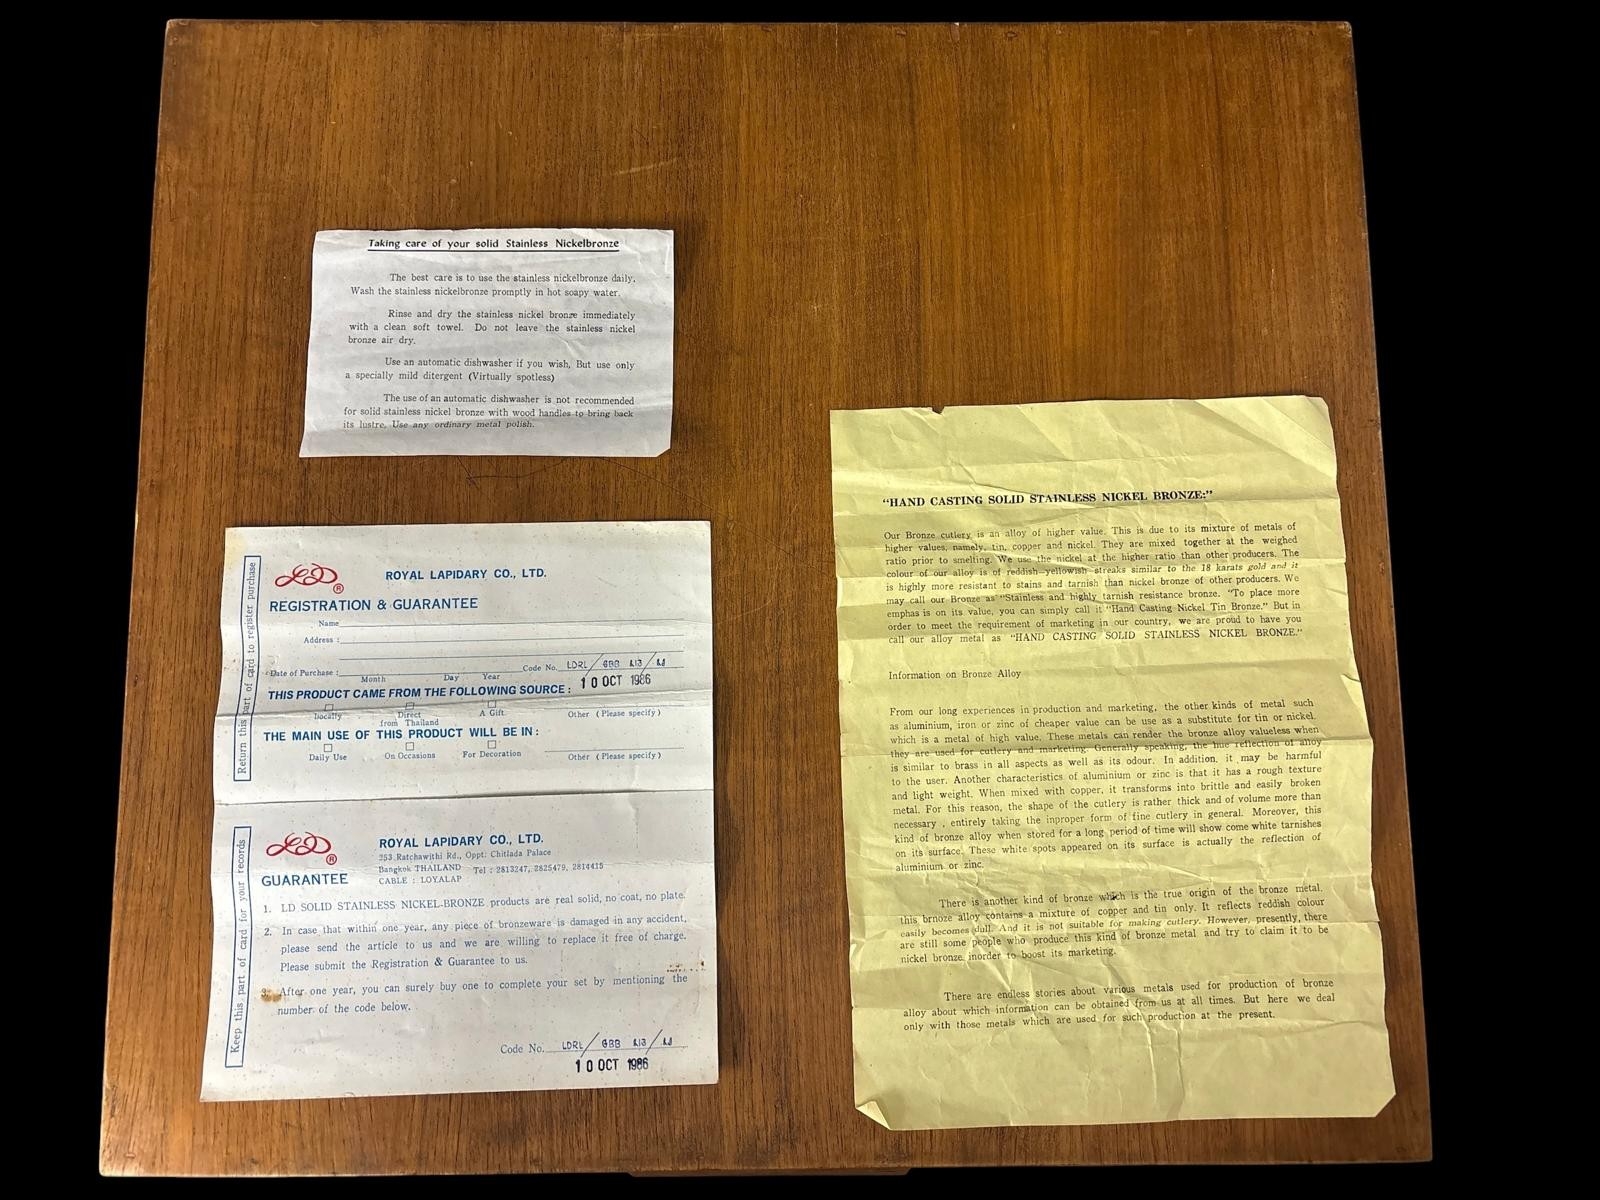 Taking care of your solid Stainless Nickelbronze
The best care is to use the stainless nickelbronze daily.
Wash the stainless nickelbronze promptly in hot soapy water.
Rinse and dry the stainless nickel bronze immediately
with a clean soft towel. Do not leave the stainless nickel
bronze air dry.
Use an automatic dishwasher if you wish, But use only
a specially mild ditergent (Virtually spotless)
The use of an automatic dishwasher is not recommended
for solid stainless nickel bronze with wood handles to bring back
its lustre, Use any ordinary metal polish.
Return this part of card to register purchase
LD ®
ROYAL LAPIDARY CO., LTD.
REGISTRATION & GUARANTEE
Name
Address :
Date of Purchase :
Month Day Year
Code No. LDRL / GBB
10 OCT 1986
THIS PRODUCT CAME FROM THE FOLLOWING SOURCE :
Locally Direct A Gift Other (Please specify)
from Thailand
THE MAIN USE OF THIS PRODUCT WILL BE IN :
Daily Use On Occasions For Decoration Other (Please specify)
Keep this part of card for your records
LD ®
ROYAL LAPIDARY CO., LTD.
253 Ratchawithi Rd., Oppt: Chitlada Palace
Bangkok THAILAND Tel : 2813247, 2825479, 2814415
CABLE : LOYALAP
GUARANTEE
1. LD SOLID STAINLESS NICKEL-BRONZE products are real solid, no coat, no plate.
2. In case that within one year, any piece of bronzeware is damaged in any accident,
please send the article to us and we are willing to replace it free of charge.
Please submit the Registration & Guarantee to us.
3. After one year, you can surely buy one to complete your set by mentioning the
number of the code below.
Code No. LDRL / GBB
10 OCT 1986
"HAND CASTING SOLID STAINLESS NICKEL BRONZE:"
Our Bronze cutlery is an alloy of higher value. This is due to its mixture of metals of
higher values, namely, tin, copper and nickel. They are mixed together at the weighed
ratio prior to smelting. We use the nickel at the higher ratio than other producers. The
colour of our alloy is of reddish-yellowish streaks similar to the 18 karats gold and it
is highly more resistant to stains and tarnish than nickel bronze of other producers. We
may call our Bronze as "Stainless and highly tarnish resistance bronze. "To place more
emphas is on its value, you can simply call it "Hand Casting Nickel Tin Bronze." But in
order to meet the requirement of marketing in our country, we are proud to have you
call our alloy metal as "HAND CASTING SOLID STAINLESS NICKEL BRONZE."
Information on Bronze Alloy
From our long experiences in production and marketing, the other kinds of metal such
as aluminium, iron or zinc of cheaper value can be use as a substitute for tin or nickel.
which is a metal of high value. These metals can render the bronze alloy valueless when
they are used for cutlery and marketing. Generally speaking, the hue reflection of alloy
is similar to brass in all aspects as well as its odour. In addition, it may be harmful
to the user. Another characteristics of aluminium or zinc is that it has a rough texture
and light weight. When mixed with copper, it transforms into brittle and easily broken
metal. For this reason, the shape of the cutlery is rather thick and of volume more than
necessary , entirely taking the inproper form of fine cutlery in general. Moreover, this
kind of bronze alloy when stored for a long period of time will show come white tarnishes
on its surface. These white spots appeared on its surface is actually the reflection of
aluminium or zinc.
There is another kind of bronze which is the true origin of the bronze metal.
this brnoze alloy contains a mixture of copper and tin only. It reflects reddish colour
easily becomes dull. And it is not suitable for making cutlery. However, presently, there
are still some people who produce this kind of bronze metal and try to claim it to be
nickel bronze inorder to boost its marketing.
There are endless stories about various metals used for production of bronze
alloy about which information can be obtained from us at all times. But here we deal
only with those metals which are used for such production at the present.